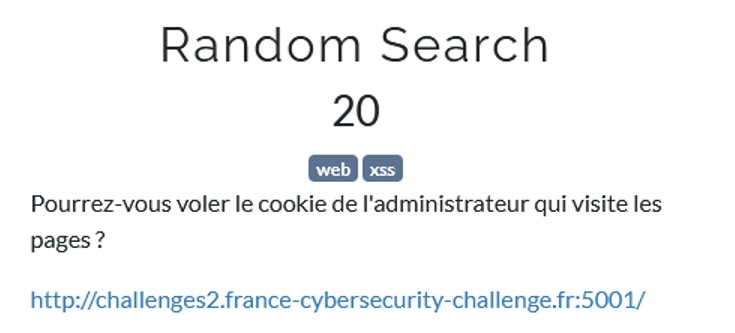 Random Search
20
web xss
Pourrez-vous voler le cookie de l'administrateur qui visite les
pages ?
http://challenges2.france-cybersecurity-challenge.fr:5001/